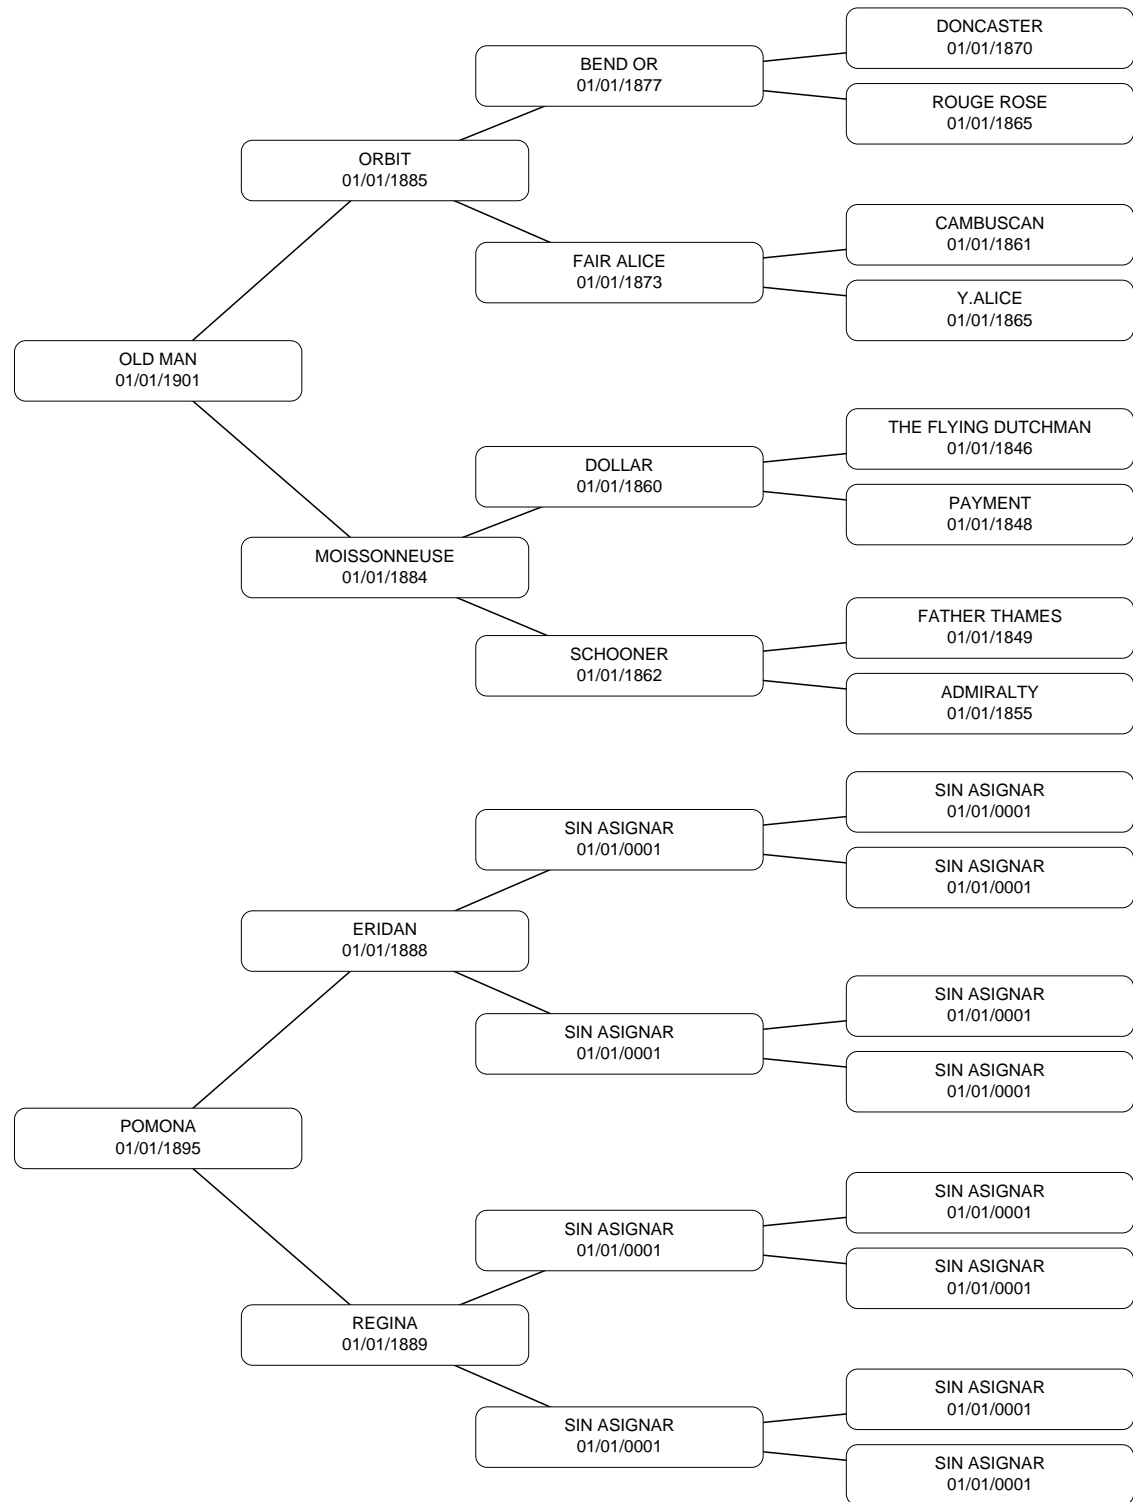 DONCASTER
01/01/1870
BEND OR
01/01/1877
ROUGE ROSE
01/01/1865
ORBIT
01/01/1885
CAMBUSCAN
01/01/1861
FAIR ALICE
01/01/1873
Y.ALICE
01/01/1865
OLD MAN
01/01/1901
THE FLYING DUTCHMAN
01/01/1846
DOLLAR
01/01/1860
PAYMENT
01/01/1848
MOISSONNEUSE
01/01/1884
FATHER THAMES
01/01/1849
SCHOONER
01/01/1862
ADMIRALTY
01/01/1855
SIN ASIGNAR
01/01/0001
SIN ASIGNAR
01/01/0001
SIN ASIGNAR
01/01/0001
ERIDAN
01/01/1888
SIN ASIGNAR
01/01/0001
SIN ASIGNAR
01/01/0001
SIN ASIGNAR
01/01/0001
POMONA
01/01/1895
SIN ASIGNAR
01/01/0001
SIN ASIGNAR
01/01/0001
SIN ASIGNAR
01/01/0001
REGINA
01/01/1889
SIN ASIGNAR
01/01/0001
SIN ASIGNAR
01/01/0001
SIN ASIGNAR
01/01/0001